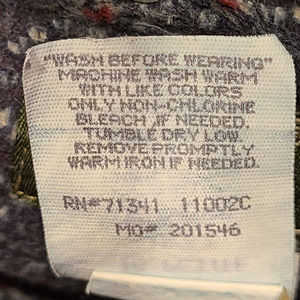 "WASH BEFORE WEARING"
MACHINE WASH WARM
WITH LIKE COLORS
ONLY NON-CHLORINE
BLEACH ,IF NEEDED.
TUMBLE DRY LOW.
REMOVE PROMPTLY
WARM IRON IF NEEDED.
RN#71341 11002C
MO# 201546